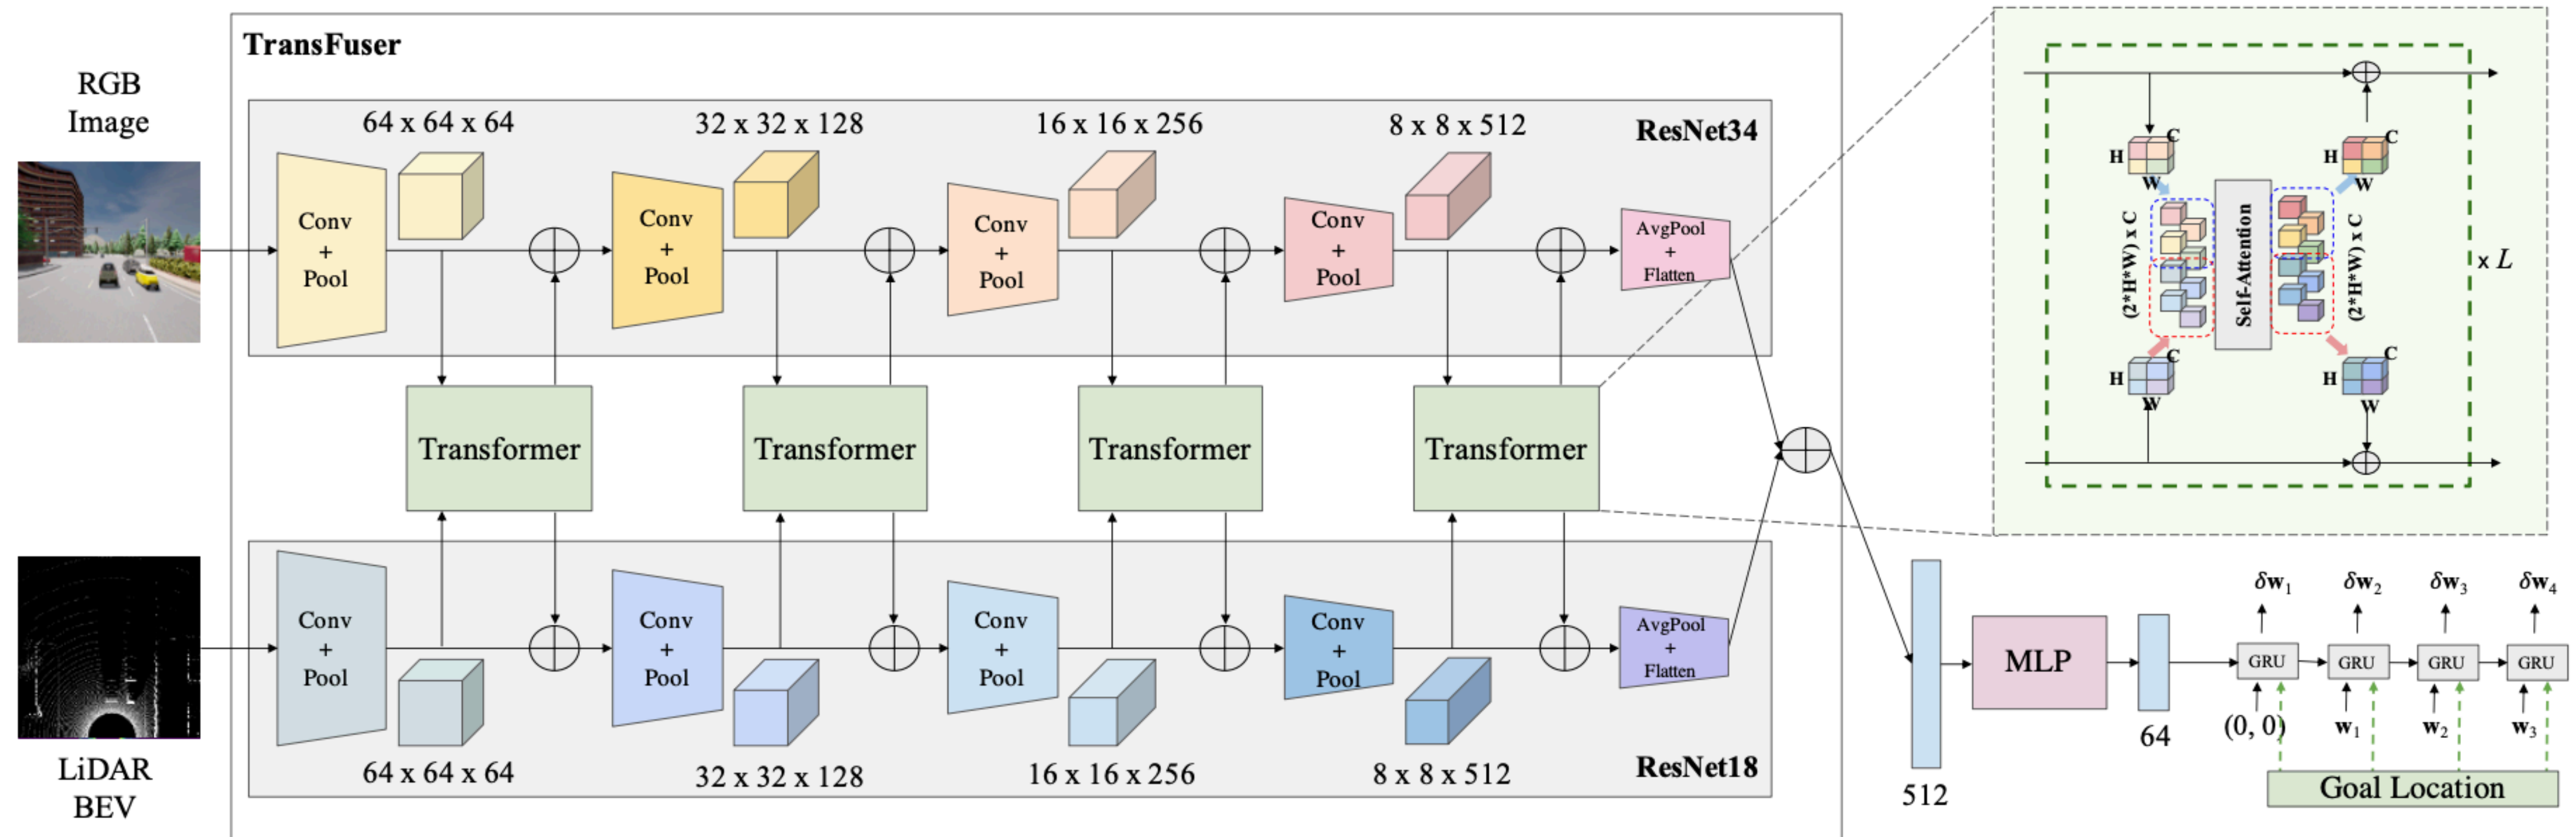 TransFuser
RGB
Image
64 x 64 x 64
32 x 32 x 128
16 x 16 x 256
8 x 8 x 512
ResNet34
Conv
+
Pool
Conv
+
Pool
Conv
+
Pool
Conv
+
Pool
AvgPool
+
Flatten
Transformer
Transformer
Transformer
Transformer
LiDAR
BEV
Conv
+
Pool
Conv
+
Pool
Conv
+
Pool
Conv
+
Pool
AvgPool
+
Flatten
64 x 64 x 64
32 x 32 x 128
16 x 16 x 256
8 x 8 x 512
ResNet18
C
H
W
C
H
W
(2*H*W) x C
Self-Attention
(2*H*W) x C
C
H
W
C
H
W
x L
512
MLP
64
δw₁
δw₂
δw₃
δw₄
GRU
GRU
GRU
GRU
(0, 0)
w₁
w₂
w₃
Goal Location